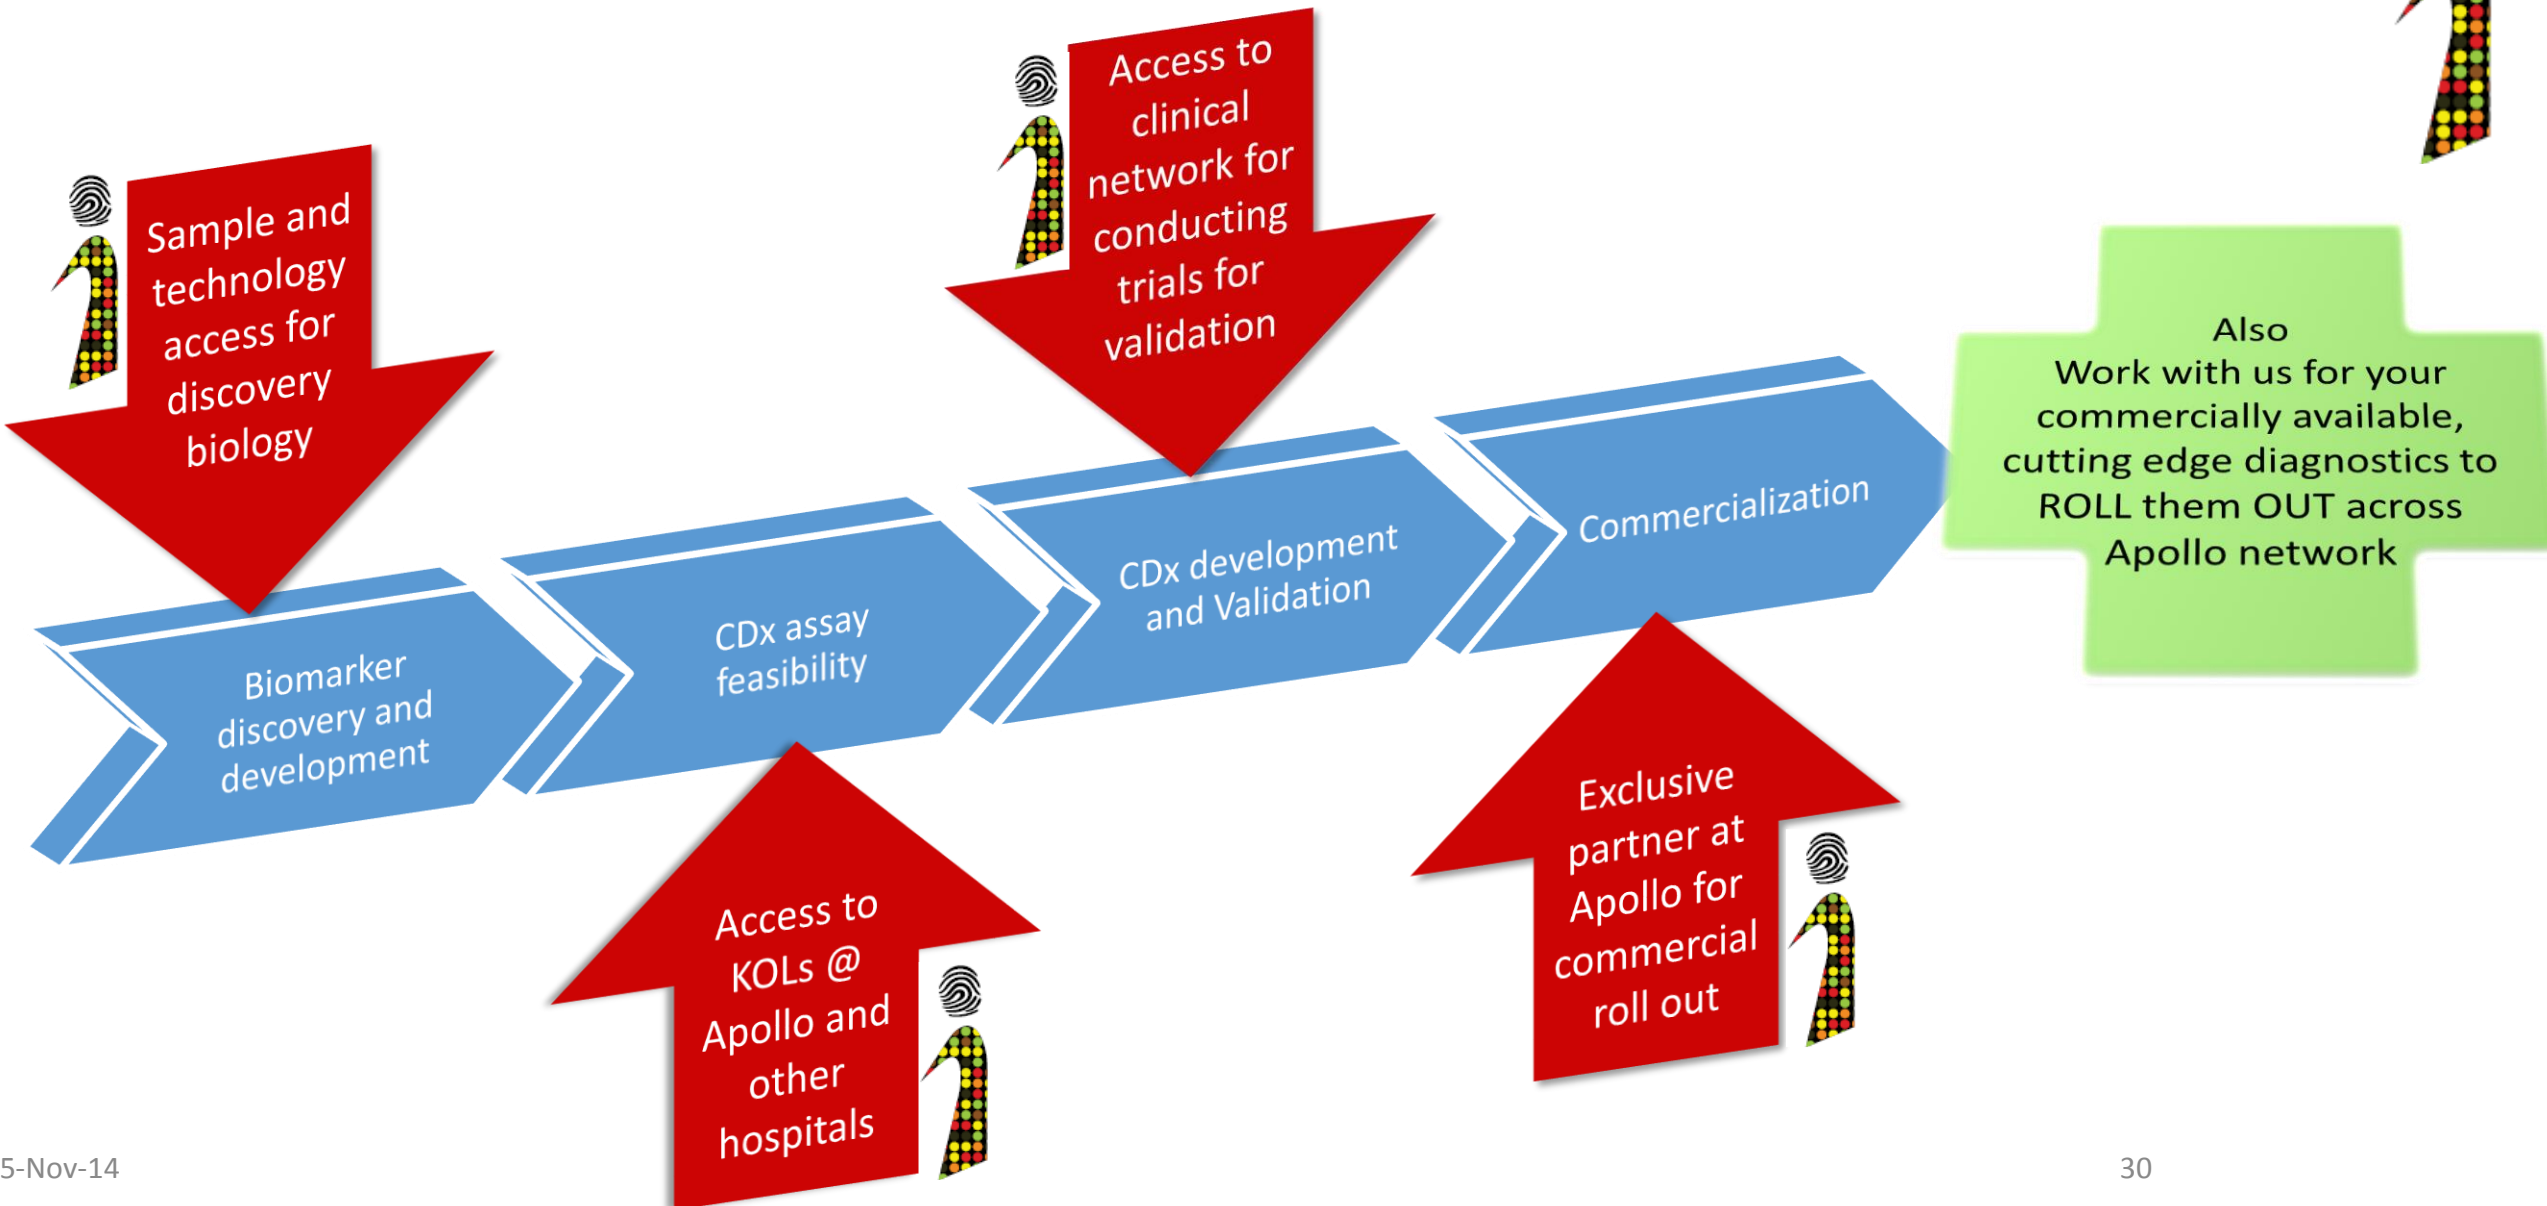 Sample and
technology
access for
discovery
biology
Access to
clinical
network for
conducting
trials for
validation
Biomarker
discovery and
development
CDx assay
feasibility
CDx development
and Validation
Commercialization
Also
Work with us for your
commercially available,
cutting edge diagnostics to
ROLL them OUT across
Apollo network
Access to
KOLs @
Apollo and
other
hospitals
Exclusive
partner at
Apollo for
commercial
roll out
5-Nov-14
30